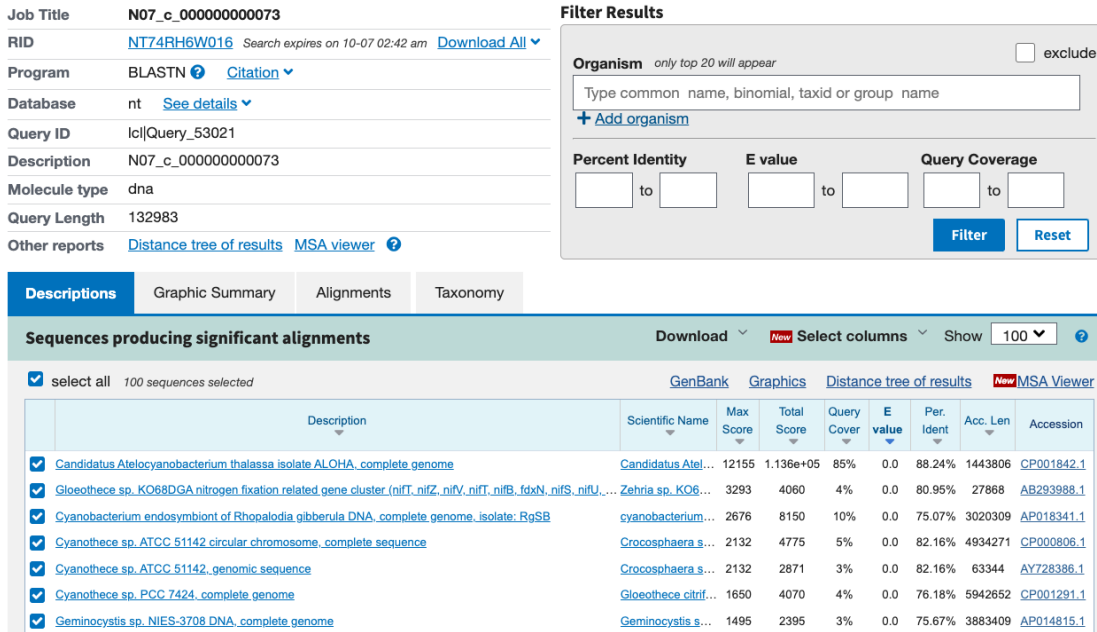 Job Title N07_c_000000000073
RID NT74RH6W016 Search expires on 10-07 02:42 am Download All
Program BLASTN ? Citation
Database nt See details
Query ID lcl|Query_53021
Description N07_c_000000000073
Molecule type dna
Query Length 132983
Other reports Distance tree of results MSA viewer ?
Filter Results
Organism only top 20 will appear exclude
Type common name, binomial, taxid or group name
+ Add organism
Percent Identity E value Query Coverage
to to to
Filter Reset
Descriptions Graphic Summary Alignments Taxonomy
Sequences producing significant alignments Download New Select columns Show 100 ?
select all 100 sequences selected GenBank Graphics Distance tree of results New MSA Viewer
Description Scientific Name Max Score Total Score Query Cover E value Per. Ident Acc. Len Accession
Candidatus Atelocyanobacterium thalassa isolate ALOHA, complete genome Candidatus Atel... 12155 1.136e+05 85% 0.0 88.24% 1443806 CP001842.1
Gloeothece sp. KO68DGA nitrogen fixation related gene cluster (nifT, nifZ, nifV, nifT, nifB, fdxN, nifS, nifU, ... Zehria sp. KO6... 3293 4060 4% 0.0 80.95% 27868 AB293988.1
Cyanobacterium endosymbiont of Rhopalodia gibberula DNA, complete genome, isolate: RgSB cyanobacterium... 2676 8150 10% 0.0 75.07% 3020309 AP018341.1
Cyanothece sp. ATCC 51142 circular chromosome, complete sequence Crocosphaera s... 2132 4775 5% 0.0 82.16% 4934271 CP000806.1
Cyanothece sp. ATCC 51142, genomic sequence Crocosphaera s... 2132 2871 3% 0.0 82.16% 63344 AY728386.1
Cyanothece sp. PCC 7424, complete genome Gloeothece citrif... 1650 4070 4% 0.0 76.18% 5942652 CP001291.1
Geminocystis sp. NIES-3708 DNA, complete genome Geminocystis s... 1495 2395 3% 0.0 75.67% 3883409 AP014815.1